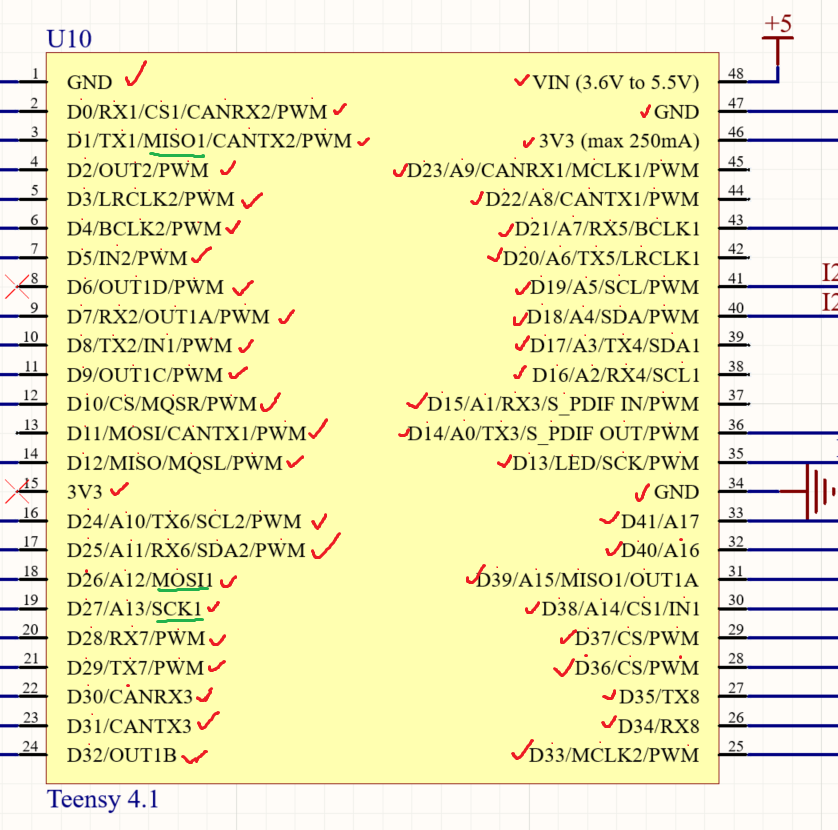 +5
U10
1 GND VIN (3.6V to 5.5V) 48
2 D0/RX1/CS1/CANRX2/PWM GND 47
3 D1/TX1/MISO1/CANTX2/PWM 3V3 (max 250mA) 46
4 D2/OUT2/PWM D23/A9/CANRX1/MCLK1/PWM 45
5 D3/LRCLK2/PWM D22/A8/CANTX1/PWM 44
6 D4/BCLK2/PWM D21/A7/RX5/BCLK1 43
7 D5/IN2/PWM D20/A6/TX5/LRCLK1 42
8 D6/OUT1D/PWM D19/A5/SCL/PWM 41 I2
9 D7/RX2/OUT1A/PWM D18/A4/SDA/PWM 40 I2
10 D8/TX2/IN1/PWM D17/A3/TX4/SDA1 39
11 D9/OUT1C/PWM D16/A2/RX4/SCL1 38
12 D10/CS/MQSR/PWM D15/A1/RX3/S_PDIF IN/PWM 37
13 D11/MOSI/CANTX1/PWM D14/A0/TX3/S_PDIF OUT/PWM 36
14 D12/MISO/MQSL/PWM D13/LED/SCK/PWM 35
15 3V3 GND 34
16 D24/A10/TX6/SCL2/PWM D41/A17 33
17 D25/A11/RX6/SDA2/PWM D40/A16 32
18 D26/A12/MOSI1 D39/A15/MISO1/OUT1A 31
19 D27/A13/SCK1 D38/A14/CS1/IN1 30
20 D28/RX7/PWM D37/CS/PWM 29
21 D29/TX7/PWM D36/CS/PWM 28
22 D30/CANRX3 D35/TX8 27
23 D31/CANTX3 D34/RX8 26
24 D32/OUT1B D33/MCLK2/PWM 25
Teensy 4.1